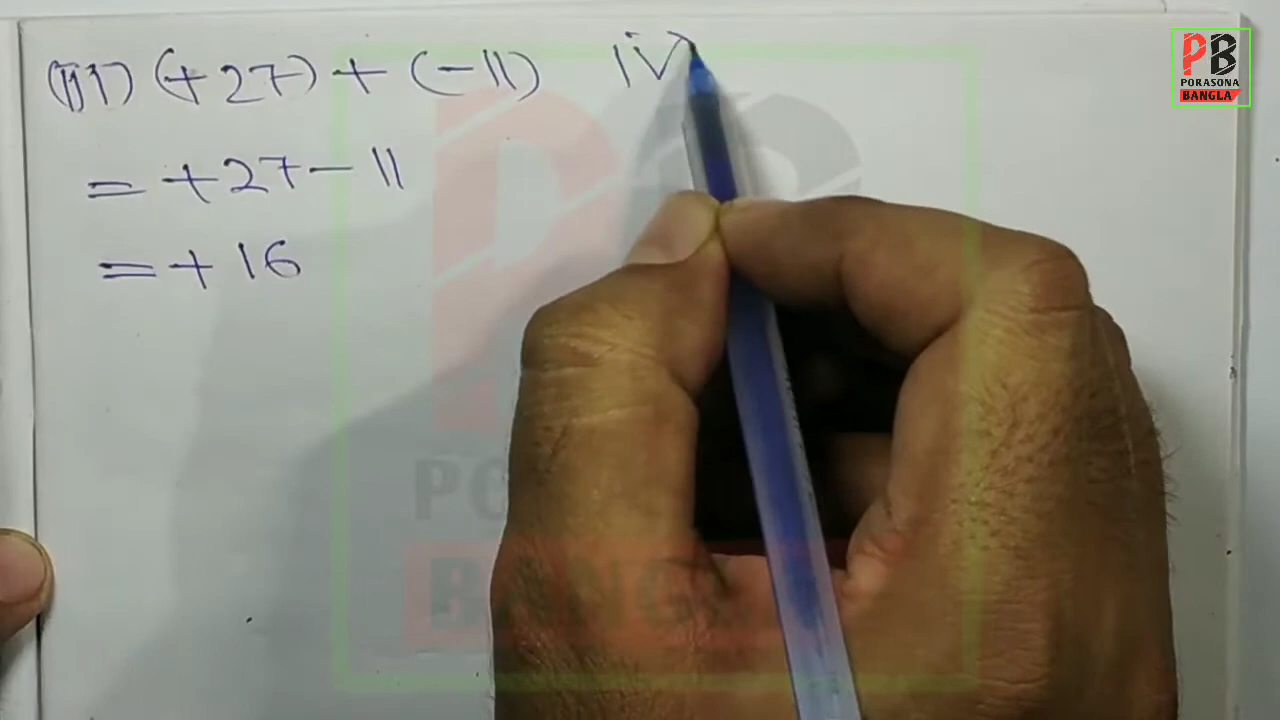 (iii) (+27) + (-11)
= +27-11
= +16
iv)
PB
PORASONA
BANGLA